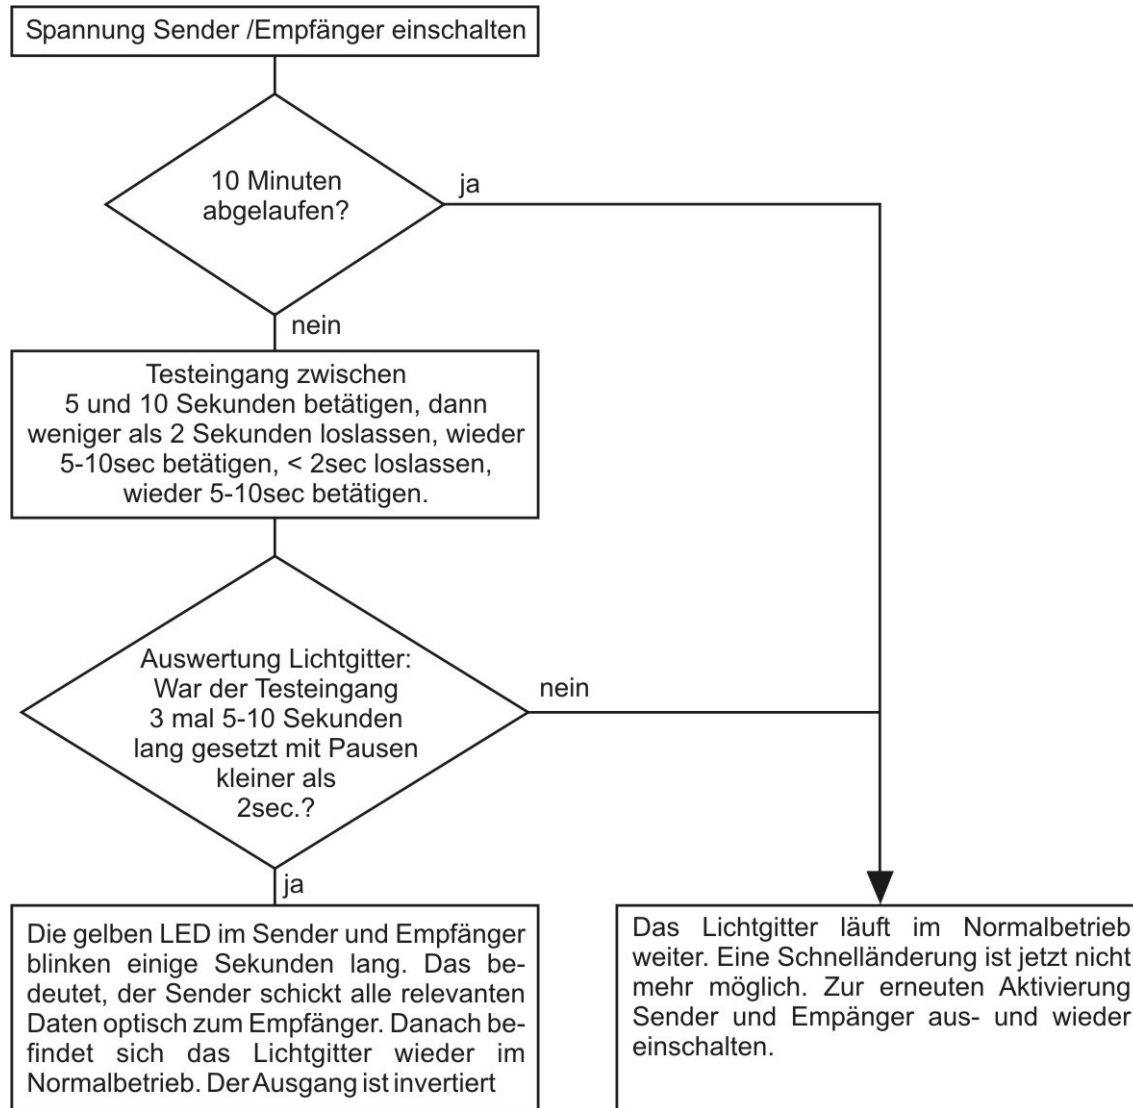 Spannung Sender /Empfänger einschalten
10 Minuten
abgelaufen?
ja
nein
Testeingang zwischen
5 und 10 Sekunden betätigen, dann
weniger als 2 Sekunden loslassen, wieder
5-10sec betätigen, < 2sec loslassen,
wieder 5-10sec betätigen.
Auswertung Lichtgitter:
War der Testeingang
3 mal 5-10 Sekunden
lang gesetzt mit Pausen
kleiner als
2sec.?
nein
ja
Die gelben LED im Sender und Empfänger
blinken einige Sekunden lang. Das be-
deutet, der Sender schickt alle relevanten
Daten optisch zum Empfänger. Danach be-
findet sich das Lichtgitter wieder im
Normalbetrieb. Der Ausgang ist invertiert
Das Lichtgitter läuft im Normalbetrieb
weiter. Eine Schnelländerung ist jetzt nicht
mehr möglich. Zur erneuten Aktivierung
Sender und Empänger aus- und wieder
einschalten.